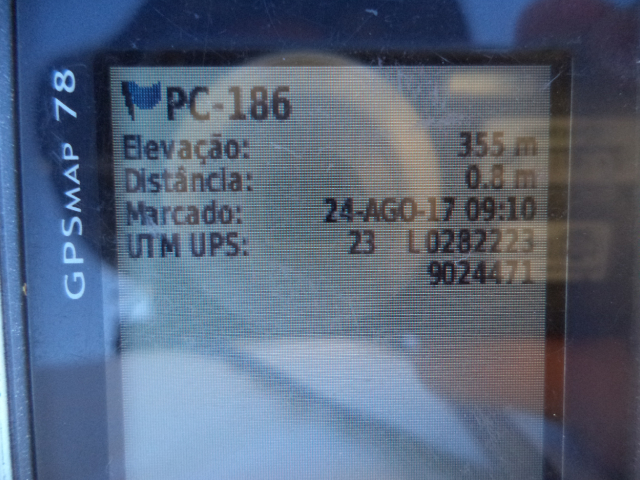 GPSMAP 78
PC-186
Elevação: 355 m
Distância: 0.8 m
Marcado: 24-AGO-17 09:10
UTM UPS: 23 L0282223
9024471